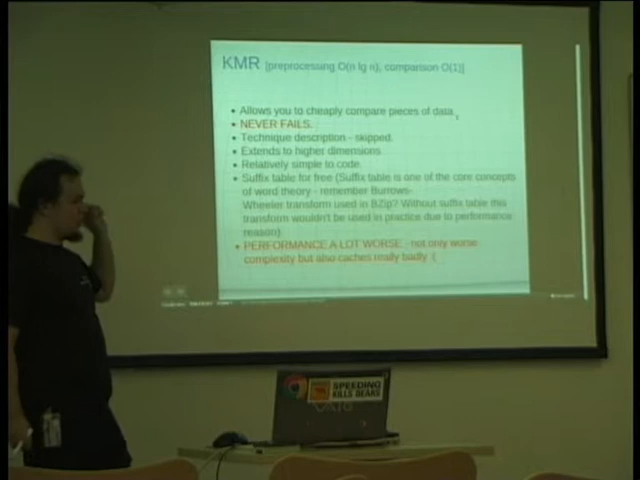 KMR [preprocessing O(n lg n), comparison O(1)]
Allows you to cheaply compare pieces of data.
NEVER FAILS.
Technique description - skipped.
Extends to higher dimensions.
Relatively simple to code.
Suffix table for free (Suffix table is one of the core concepts
of word theory - remember Burrows-
Wheeler transform used in BZip? Without suffix table this
transform wouldn't be used in practice due to performance
reason)
PERFORMANCE A LOT WORSE - not only worse
complexity but also caches really badly :(
SPEEDING
KILLS BEARS
VAIO